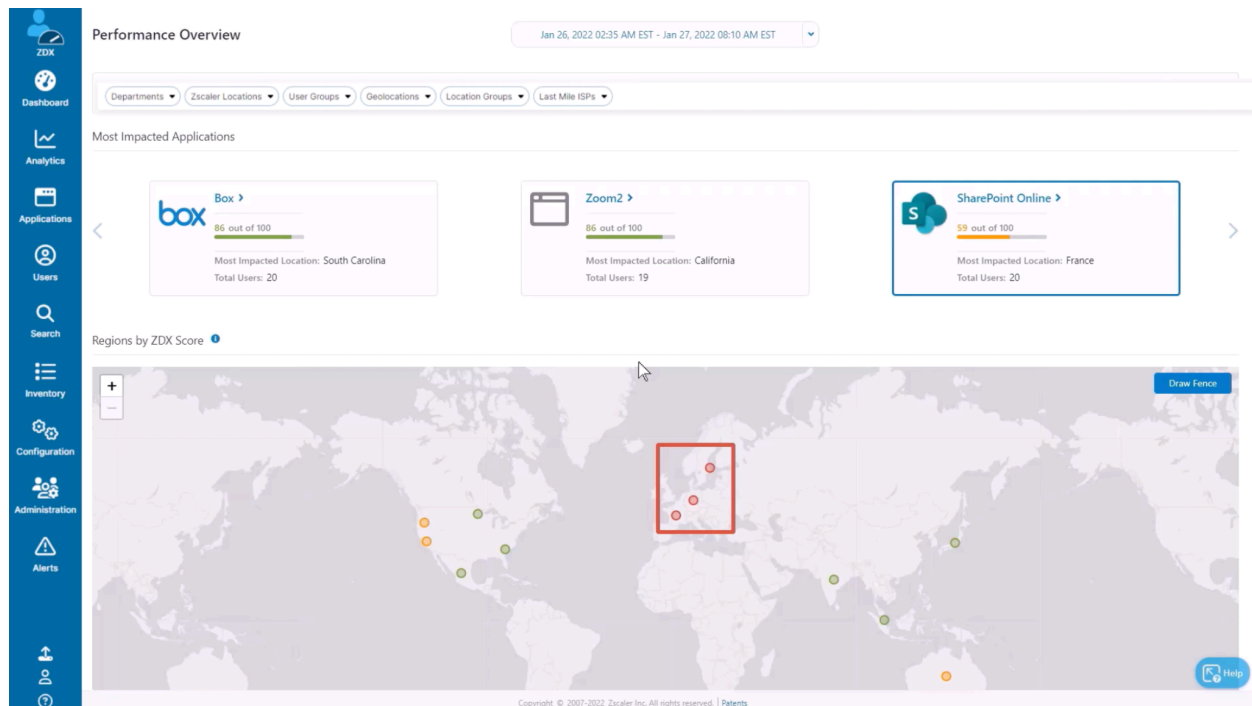 ZDX
Dashboard
Analytics
Applications
Users
Search
Inventory
Configuration
Administration
Alerts
Performance Overview
Jan 26, 2022 02:35 AM EST - Jan 27, 2022 08:10 AM EST
Departments Zscaler Locations User Groups Geolocations Location Groups Last Mile ISPs
Most Impacted Applications
box
Box >
86 out of 100
Most Impacted Location: South Carolina
Total Users: 20
Zoom2 >
86 out of 100
Most Impacted Location: California
Total Users: 19
S
SharePoint Online >
59 out of 100
Most Impacted Location: France
Total Users: 20
Regions by ZDX Score
+
−
Draw Fence
Help
Copyright © 2007-2022 Zscaler Inc. All rights reserved. | Patents